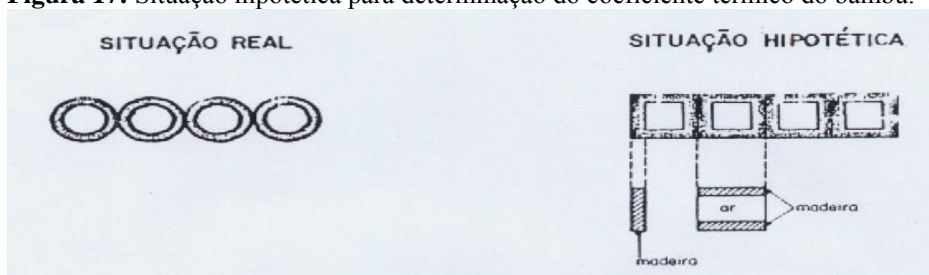 Figura 17. Situação hipotética para determinação do coeficiente térmico do bambu.
SITUAÇÃO REAL
SITUAÇÃO HIPOTÉTICA
ar
madeira
madeira